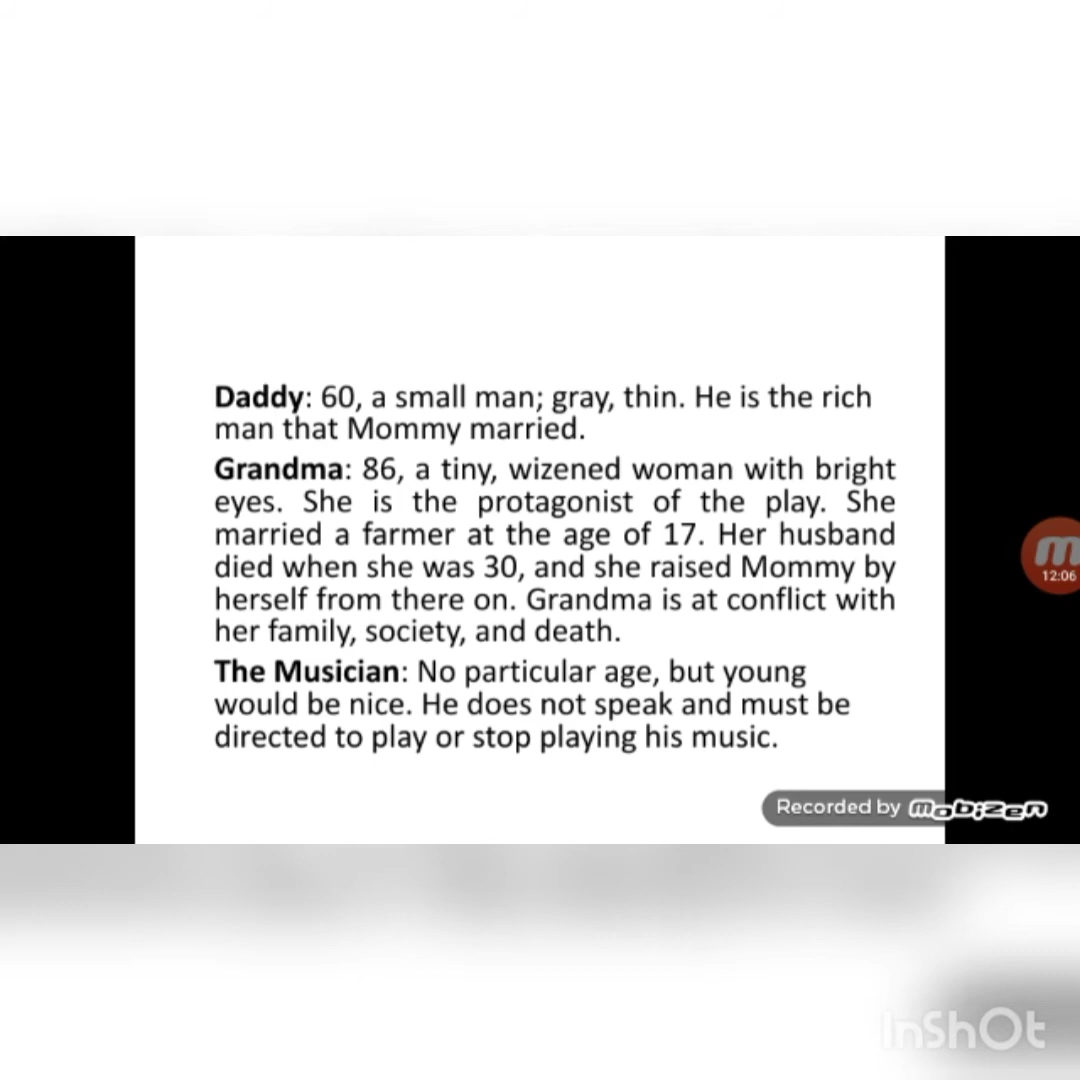 Daddy: 60, a small man; gray, thin. He is the rich
man that Mommy married.
Grandma: 86, a tiny, wizened woman with bright
eyes. She is the protagonist of the play. She
married a farmer at the age of 17. Her husband
died when she was 30, and she raised Mommy by
herself from there on. Grandma is at conflict with
her family, society, and death.
The Musician: No particular age, but young
would be nice. He does not speak and must be
directed to play or stop playing his music.
m
12:06
Recorded by mobizen
InShOt